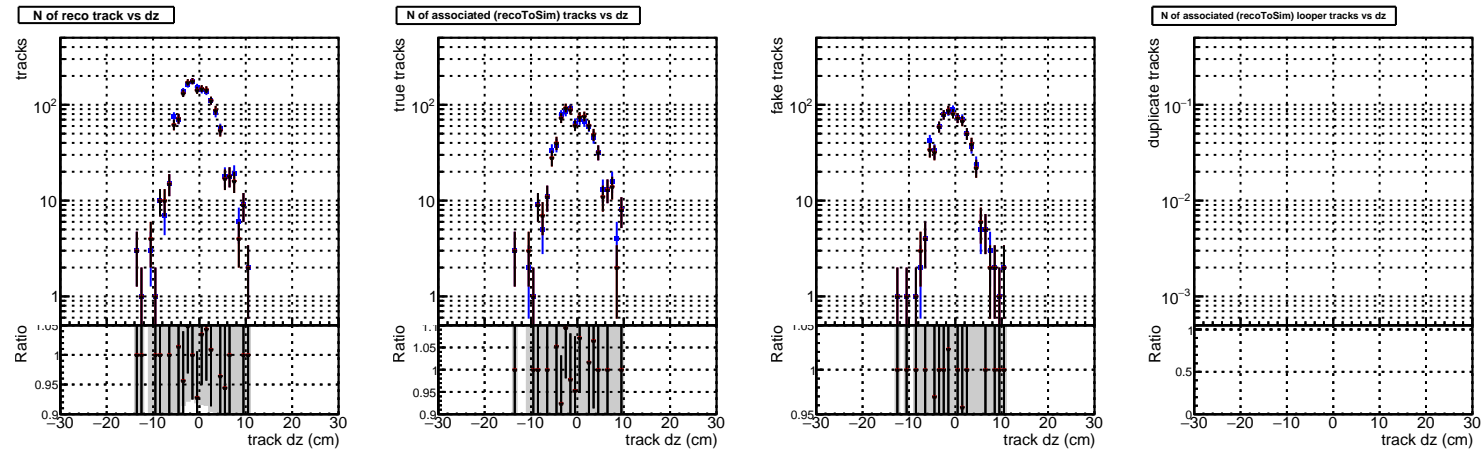 N of reco track vs dz
tracks
10²
10
1
Ratio
1.05
1
0.95
0.9
−30 −20 −10 0 10 20 30
track dz (cm)
N of associated (recoToSim) tracks vs dz
true tracks
10²
10
1
Ratio
1.1
1.05
1
0.95
0.9
−30 −20 −10 0 10 20 30
track dz (cm)
fake tracks
10²
10
1
Ratio
1.05
1
0.95
−30 −20 −10 0 10 20 30
track dz (cm)
N of associated (recoToSim) looper tracks vs dz
duplicate tracks
10⁻¹
10⁻²
10⁻³
Ratio
1
0.5
0
−30 −20 −10 0 10 20 30
track dz (cm)